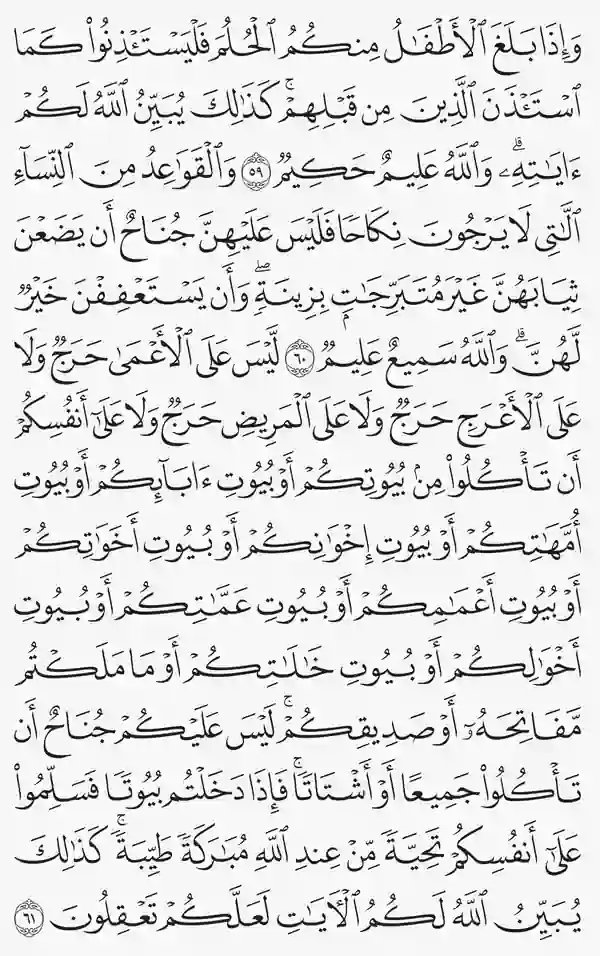 وَإِذَا بَلَغَ ٱلْأَطْفَـٰلُ مِنكُمُ ٱلْحُلُمَ فَلْيَسْتَـْٔذِنُوا۟ كَمَا
ٱسْتَـْٔذَنَ ٱلَّذِينَ مِن قَبْلِهِمْ ۚ كَذَٰلِكَ يُبَيِّنُ ٱللَّهُ لَكُمْ
ءَايَـٰتِهِۦ ۗ وَٱللَّهُ عَلِيمٌ حَكِيمٌ ۝٥٩ وَٱلْقَوَٰعِدُ مِنَ ٱلنِّسَآءِ
ٱلَّـٰتِى لَا يَرْجُونَ نِكَاحًا فَلَيْسَ عَلَيْهِنَّ جُنَاحٌ أَن يَضَعْنَ
ثِيَابَهُنَّ غَيْرَ مُتَبَرِّجَـٰتٍۭ بِزِينَةٍ ۖ وَأَن يَسْتَعْفِفْنَ خَيْرٌ
لَّهُنَّ ۗ وَٱللَّهُ سَمِيعٌ عَلِيمٌ ۝٦٠ لَّيْسَ عَلَى ٱلْأَعْمَىٰ حَرَجٌ وَلَا
عَلَى ٱلْأَعْرَجِ حَرَجٌ وَلَا عَلَى ٱلْمَرِيضِ حَرَجٌ وَلَا عَلَىٰٓ أَنفُسِكُمْ
أَن تَأْكُلُوا۟ مِنۢ بُيُوتِكُمْ أَوْ بُيُوتِ ءَابَآئِكُمْ أَوْ بُيُوتِ
أُمَّهَـٰتِكُمْ أَوْ بُيُوتِ إِخْوَٰنِكُمْ أَوْ بُيُوتِ أَخَوَٰتِكُمْ
أَوْ بُيُوتِ أَعْمَـٰمِكُمْ أَوْ بُيُوتِ عَمَّـٰتِكُمْ أَوْ بُيُوتِ
أَخْوَٰلِكُمْ أَوْ بُيُوتِ خَـٰلَـٰتِكُمْ أَوْ مَا مَلَكْتُم
مَّفَاتِحَهُۥٓ أَوْ صَدِيقِكُمْ ۚ لَيْسَ عَلَيْكُمْ جُنَاحٌ أَن
تَأْكُلُوا۟ جَمِيعًا أَوْ أَشْتَاتًا ۚ فَإِذَا دَخَلْتُم بُيُوتًا فَسَلِّمُوا۟
عَلَىٰٓ أَنفُسِكُمْ تَحِيَّةً مِّنْ عِندِ ٱللَّهِ مُبَـٰرَكَةً طَيِّبَةً ۚ كَذَٰلِكَ
يُبَيِّنُ ٱللَّهُ لَكُمُ ٱلْـَٔايَـٰتِ لَعَلَّكُمْ تَعْقِلُونَ ۝٦١